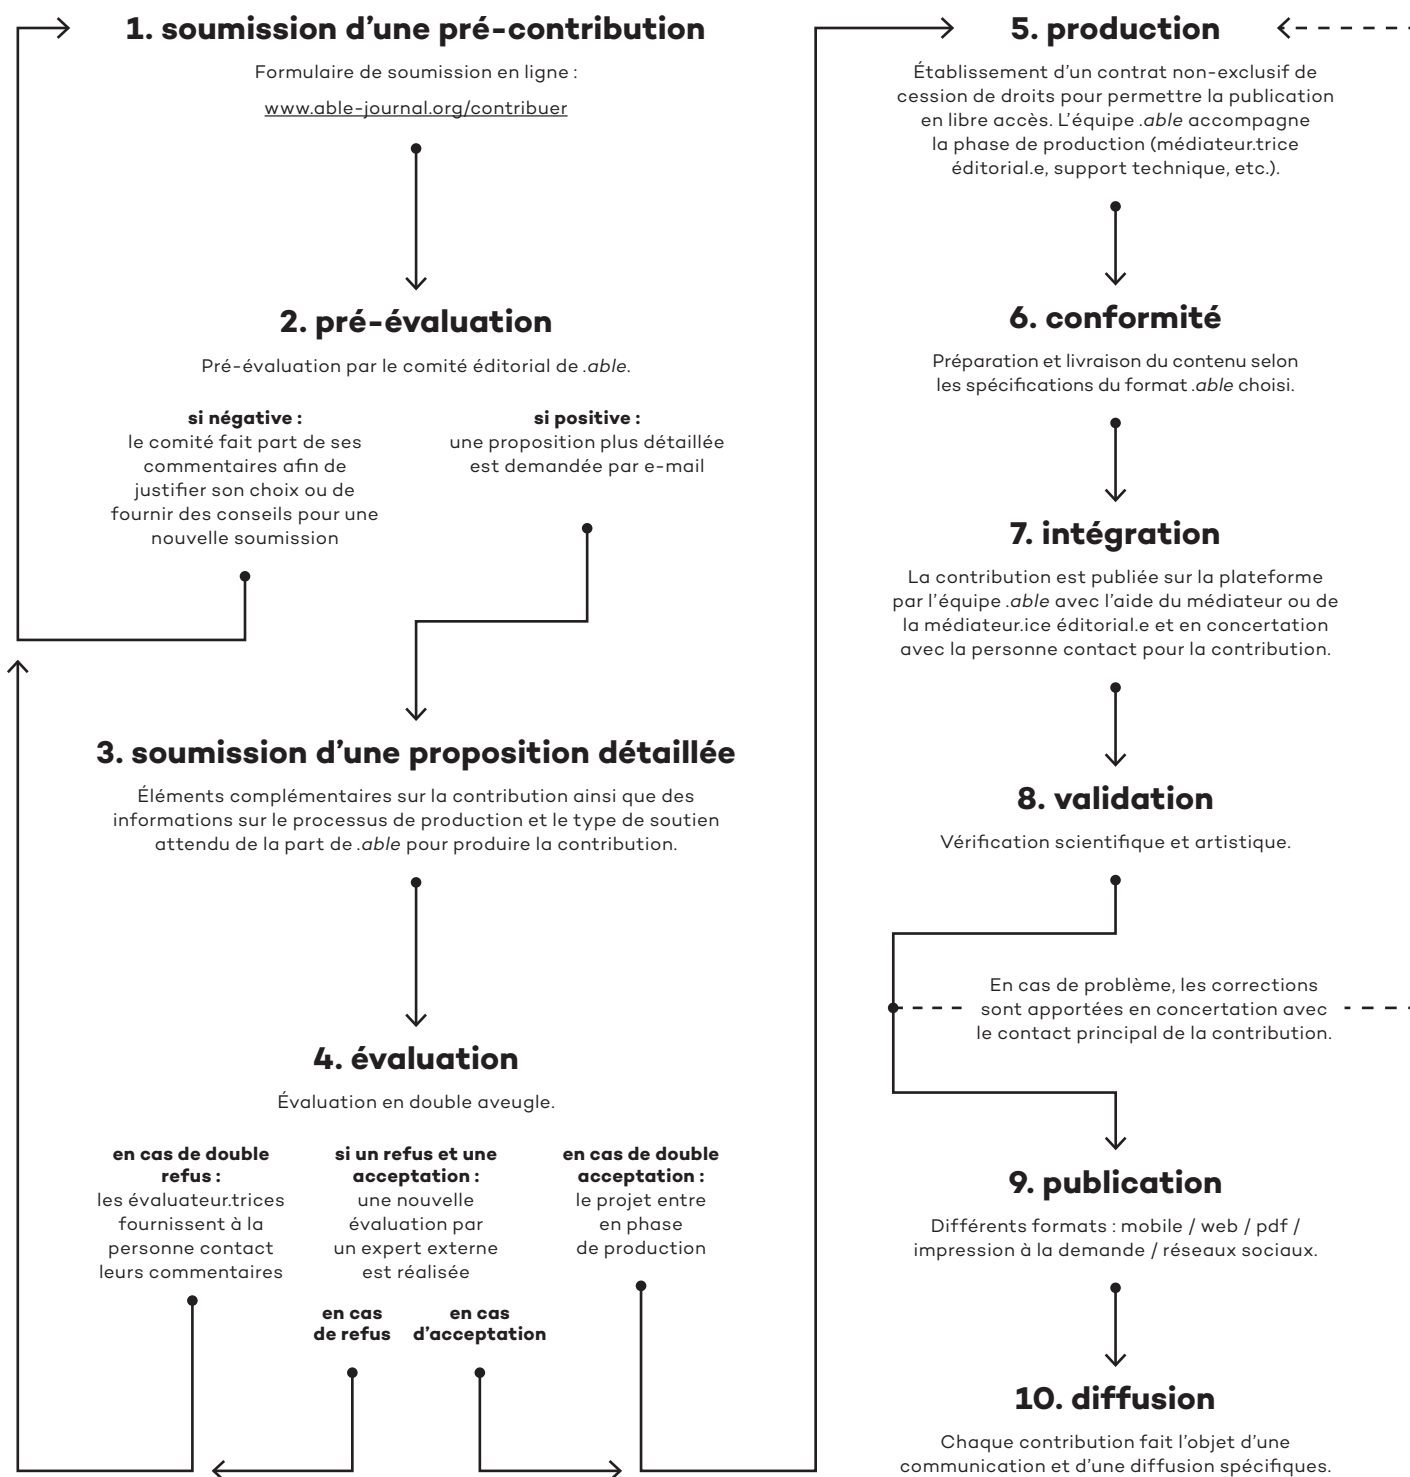 1. soumission d'une pré-contribution
Formulaire de soumission en ligne :
www.able-journal.org/contribuer
2. pré-évaluation
Pré-évaluation par le comité éditorial de .able.
si négative :
le comité fait part de ses
commentaires afin de
justifier son choix ou de
fournir des conseils pour une
nouvelle soumission
si positive :
une proposition plus détaillée
est demandée par e-mail
3. soumission d'une proposition détaillée
Éléments complémentaires sur la contribution ainsi que des
informations sur le processus de production et le type de soutien
attendu de la part de .able pour produire la contribution.
4. évaluation
Évaluation en double aveugle.
en cas de double
refus :
les évaluateur.trices
fournissent à la
personne contact
leurs commentaires
si un refus et une
acceptation :
une nouvelle
évaluation par
un expert externe
est réalisée
en cas
de refus
en cas
d'acceptation
en cas de double
acceptation :
le projet entre
en phase
de production
5. production
Établissement d'un contrat non-exclusif de
cession de droits pour permettre la publication
en libre accès. L'équipe .able accompagne
la phase de production (médiateur.trice
éditorial.e, support technique, etc.).
6. conformité
Préparation et livraison du contenu selon
les spécifications du format .able choisi.
7. intégration
La contribution est publiée sur la plateforme
par l'équipe .able avec l'aide du médiateur ou de
la médiateur.ice éditorial.e et en concertation
avec la personne contact pour la contribution.
8. validation
Vérification scientifique et artistique.
En cas de problème, les corrections
sont apportées en concertation avec
le contact principal de la contribution.
9. publication
Différents formats : mobile / web / pdf /
impression à la demande / réseaux sociaux.
10. diffusion
Chaque contribution fait l'objet d'une
communication et d'une diffusion spécifiques.